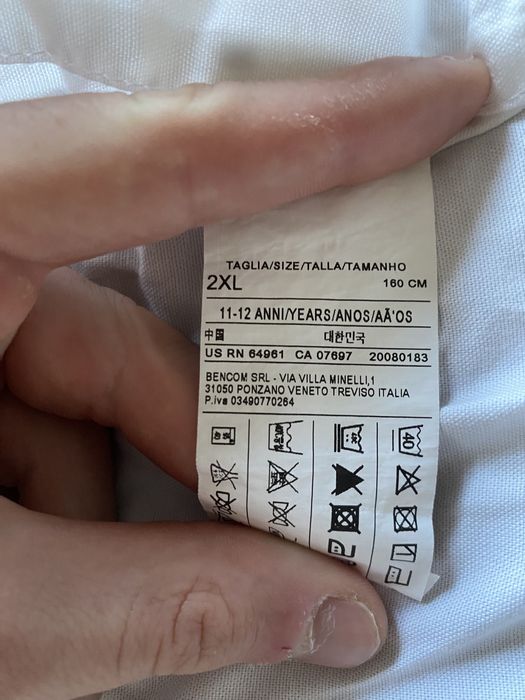 TAGLIA/SIZE/TALLA/TAMANHO
2XL 160 CM
11-12 ANNI/YEARS/ANOS/AÃ'OS
中国 대한민국
US RN 64961 CA 07697 20080183
BENCOM SRL - VIA VILLA MINELLI,1
31050 PONZANO VENETO TREVISO ITALIA
P.iva 03490770264
40